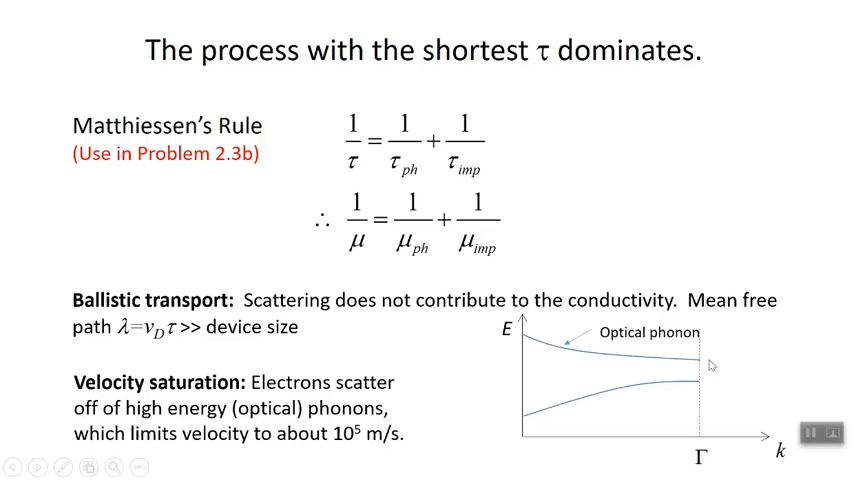 The process with the shortest τ dominates.
Matthiessen's Rule
(Use in Problem 2.3b)
1/τ = 1/τ_ph + 1/τ_imp
∴ 1/μ = 1/μ_ph + 1/μ_imp
Ballistic transport: Scattering does not contribute to the conductivity. Mean free
path λ=v_D τ >> device size
E
Optical phonon
Velocity saturation: Electrons scatter
off of high energy (optical) phonons,
which limits velocity to about 10⁵ m/s.
Γ
k